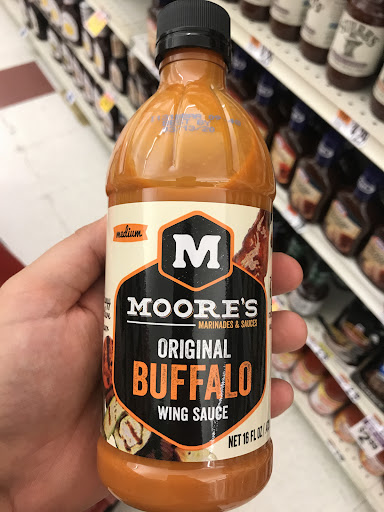 medium
M
MOORE'S
MARINADES & SAUCES
ORIGINAL
BUFFALO
WING SAUCE
NET 16 FL OZ